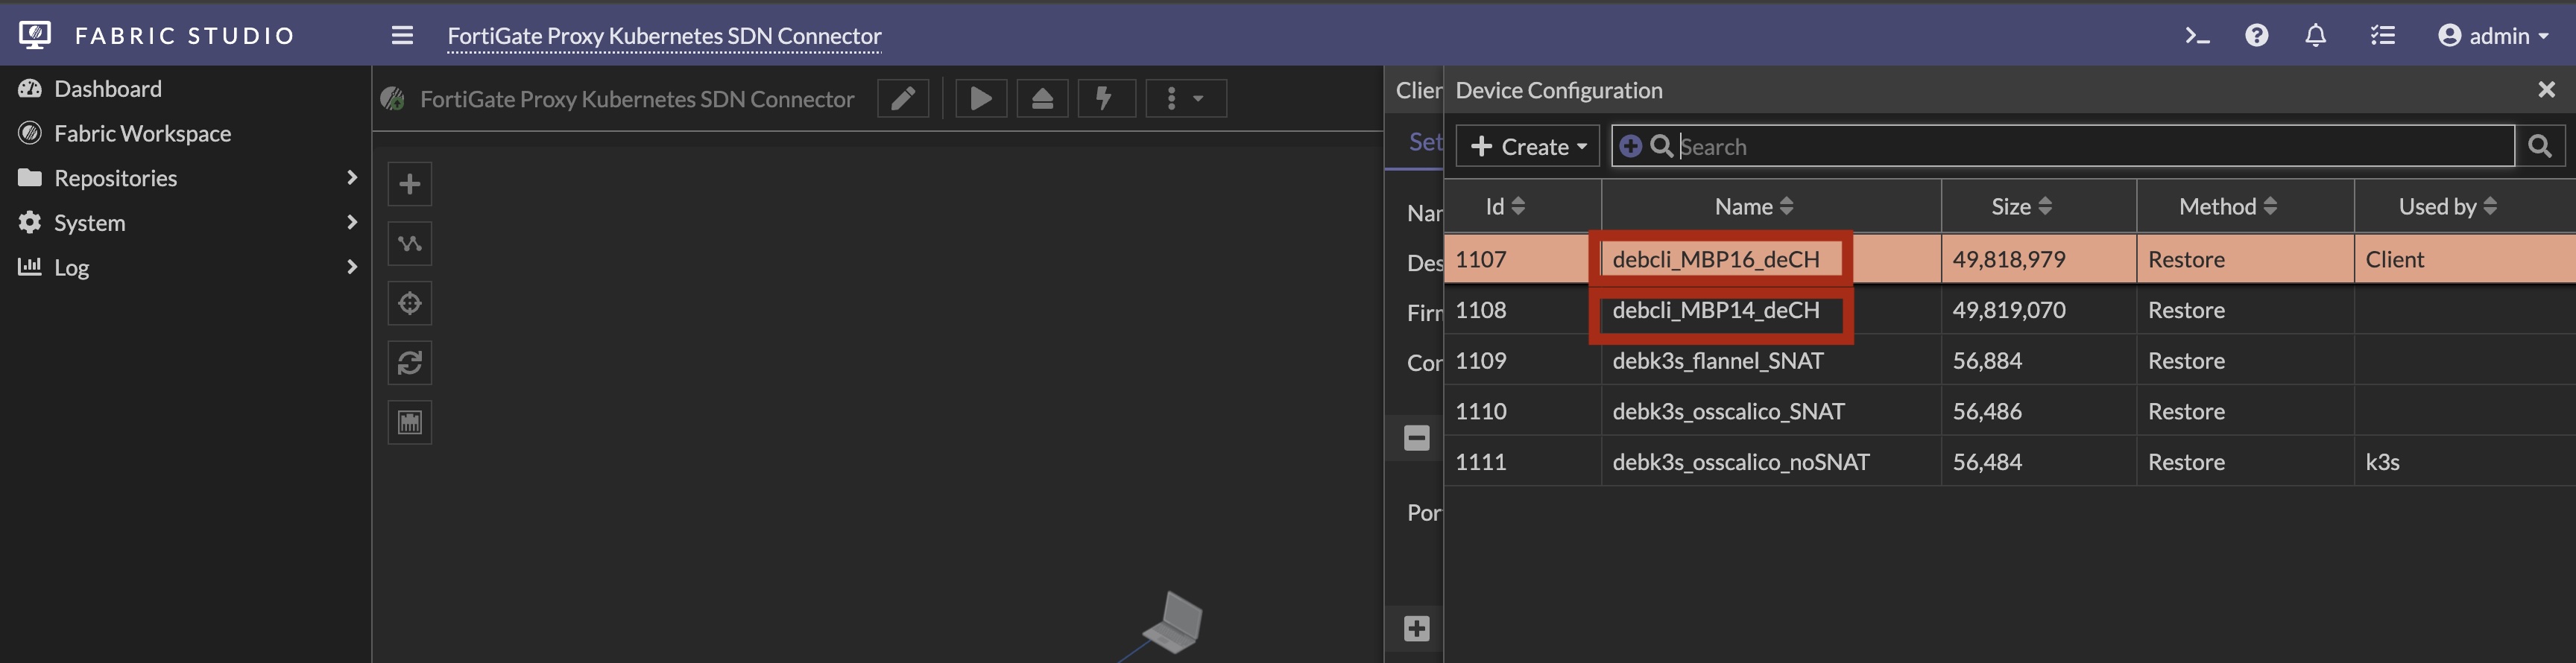 FABRIC STUDIO
FortiGate Proxy Kubernetes SDN Connector
admin
Dashboard
Fabric Workspace
Repositories
System
Log
FortiGate Proxy Kubernetes SDN Connector
Clier
Set
Nar
Des
Firr
Cor
Por
Device Configuration
Create
Search
Id Name Size Method Used by
1107 debcli_MBP16_deCH 49,818,979 Restore Client
1108 debcli_MBP14_deCH 49,819,070 Restore
1109 debk3s_flannel_SNAT 56,884 Restore
1110 debk3s_osscalico_SNAT 56,486 Restore
1111 debk3s_osscalico_noSNAT 56,484 Restore k3s